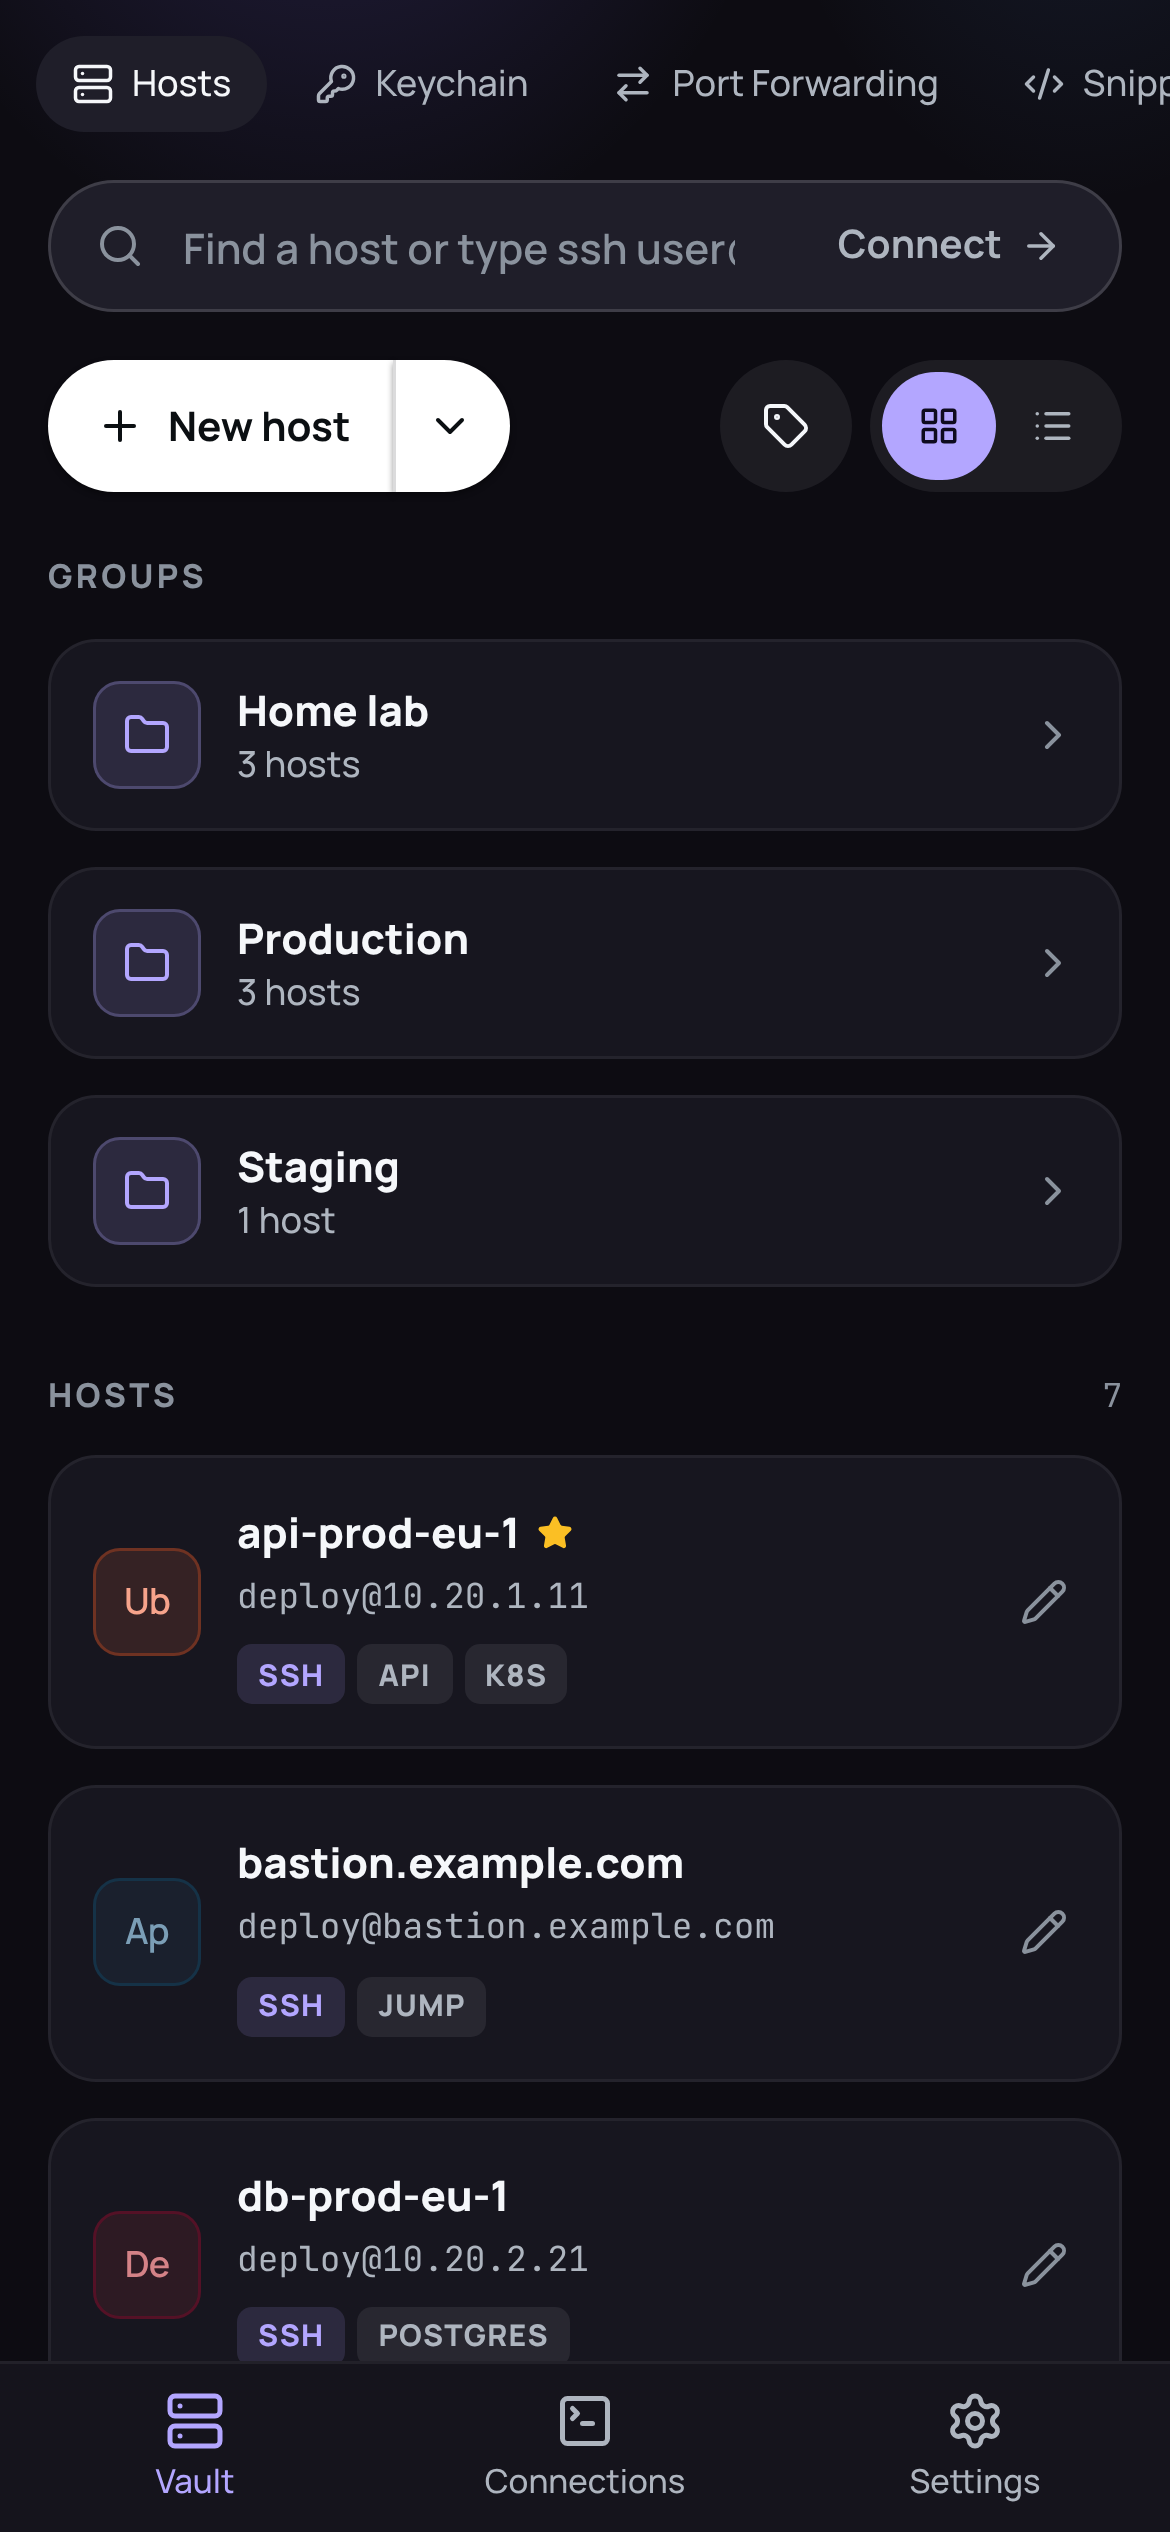 Hosts
Keychain
Port Forwarding
Snipp
Find a host or type ssh user
Connect
New host
GROUPS
Home lab
3 hosts
Production
3 hosts
Staging
1 host
HOSTS
7
api-prod-eu-1
Ub
deploy@10.20.1.11
SSH API K8S
bastion.example.com
Ap
deploy@bastion.example.com
SSH JUMP
db-prod-eu-1
De
deploy@10.20.2.21
SSH POSTGRES
Vault
Connections
Settings